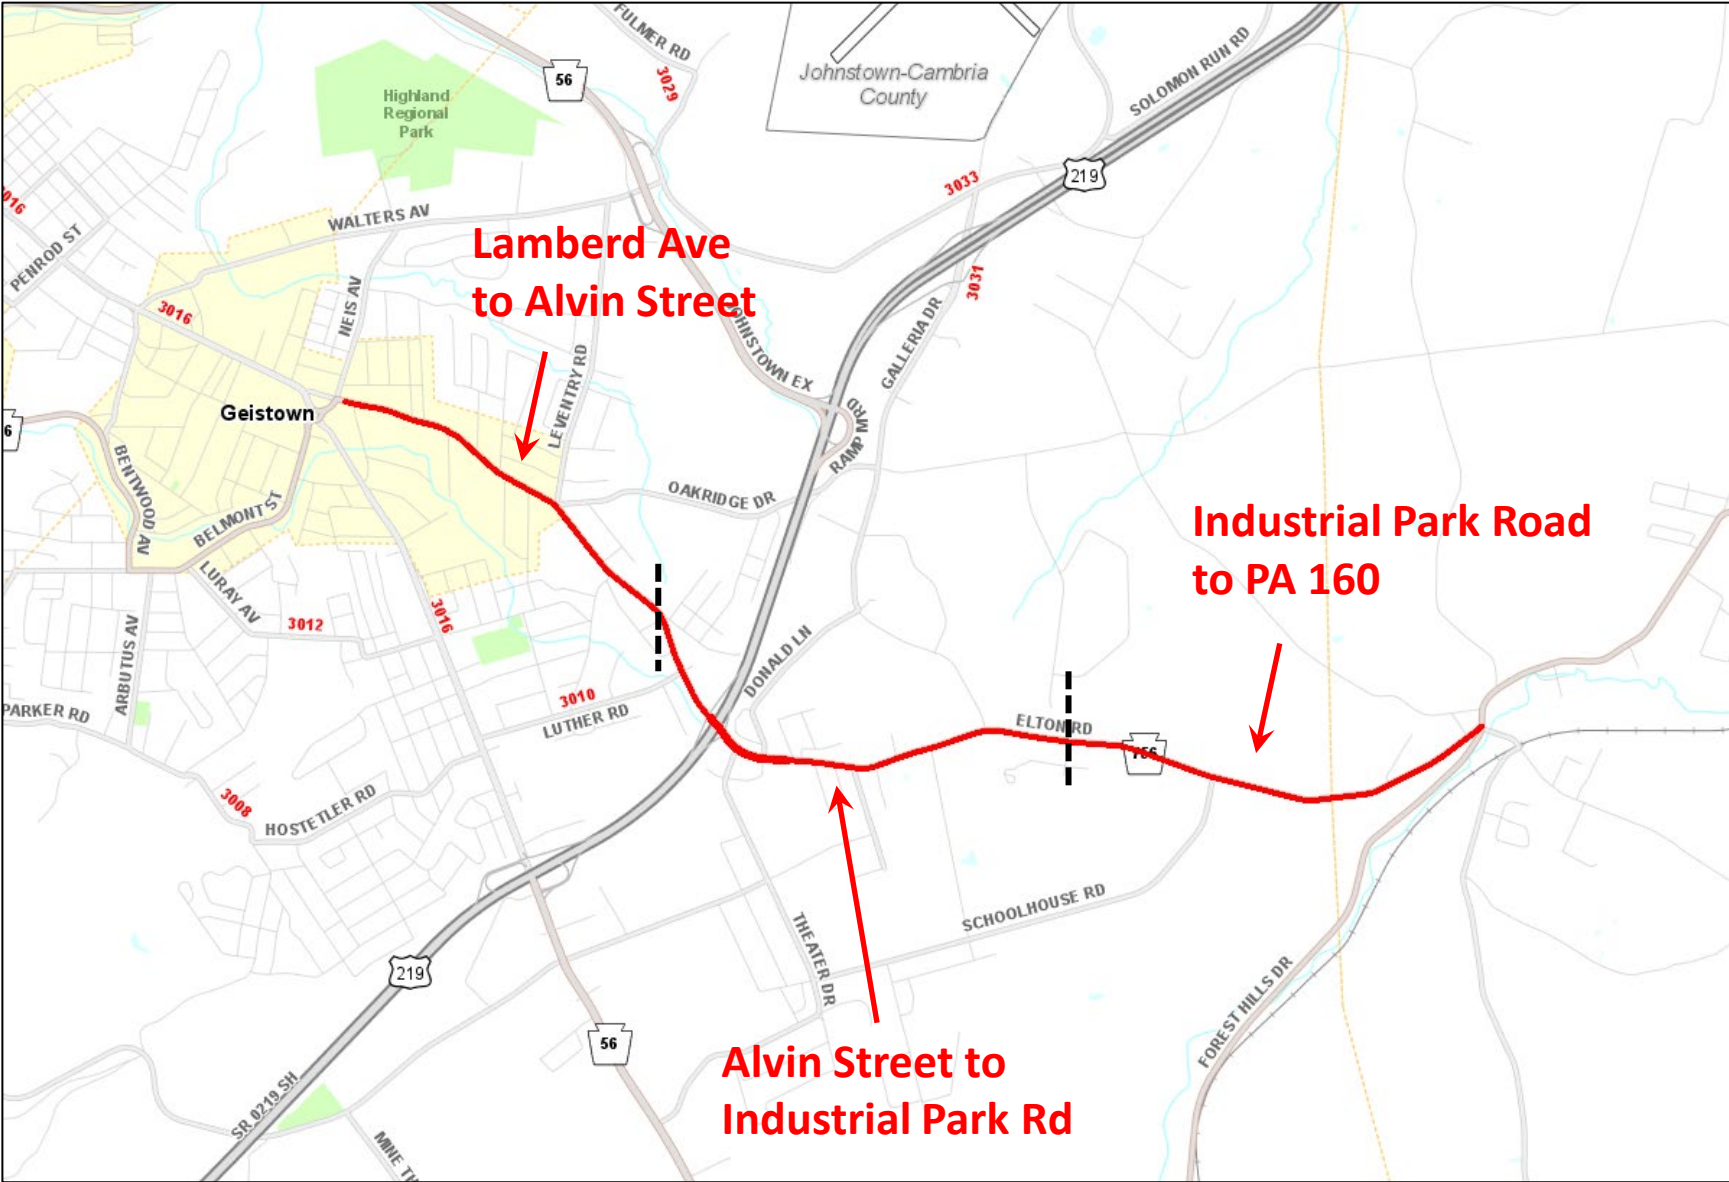 FULMER RD
3029
56
Highland
Regional
Park
Johnstown-Cambria
County
SOLOMON RUN RD
219
3033
3016
PENROD ST
WALTERS AV
Lamberd Ave
to Alvin Street
3031
3016
NEIS AV
LEVENTRY RD
JOHNSTOWN EX
GALLERIA DR
Geistown
6
RAMP
BENTWOOD AV
BELMONT ST
OAKRIDGE DR
Industrial Park Road
to PA 160
LURAY AV
3012
3016
ARBUTUS AV
PARKER RD
3010
LUTHER RD
DONALD LN
ELTON RD
756
3008
HOSTETLER RD
SCHOOLHOUSE RD
THEATER DR
219
56
FOREST HILLS DR
Alvin Street to
Industrial Park Rd
SR 0219 SH
MINE